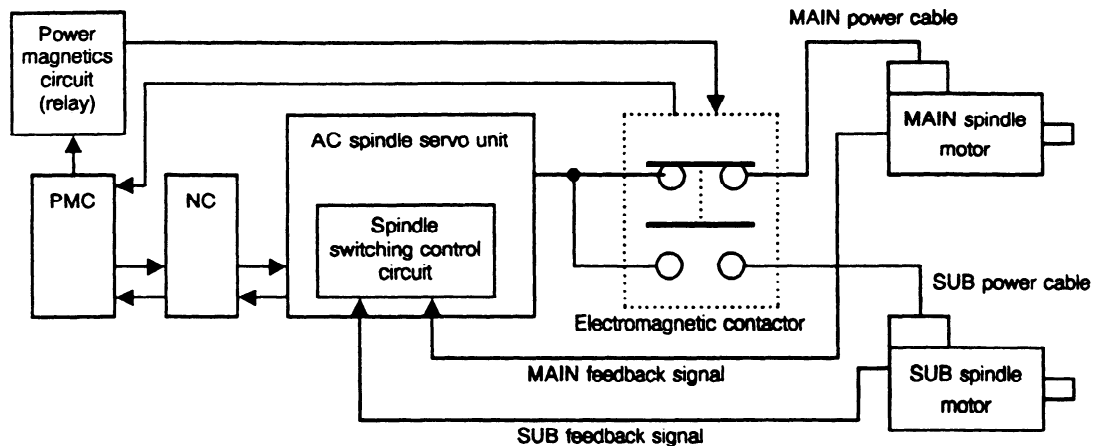 Power
magnetics
circuit
(relay)
MAIN power cable
AC spindle servo unit
MAIN spindle
motor
PMC
NC
Spindle
switching control
circuit
SUB power cable
Electromagnetic contactor
MAIN feedback signal
SUB spindle
motor
SUB feedback signal